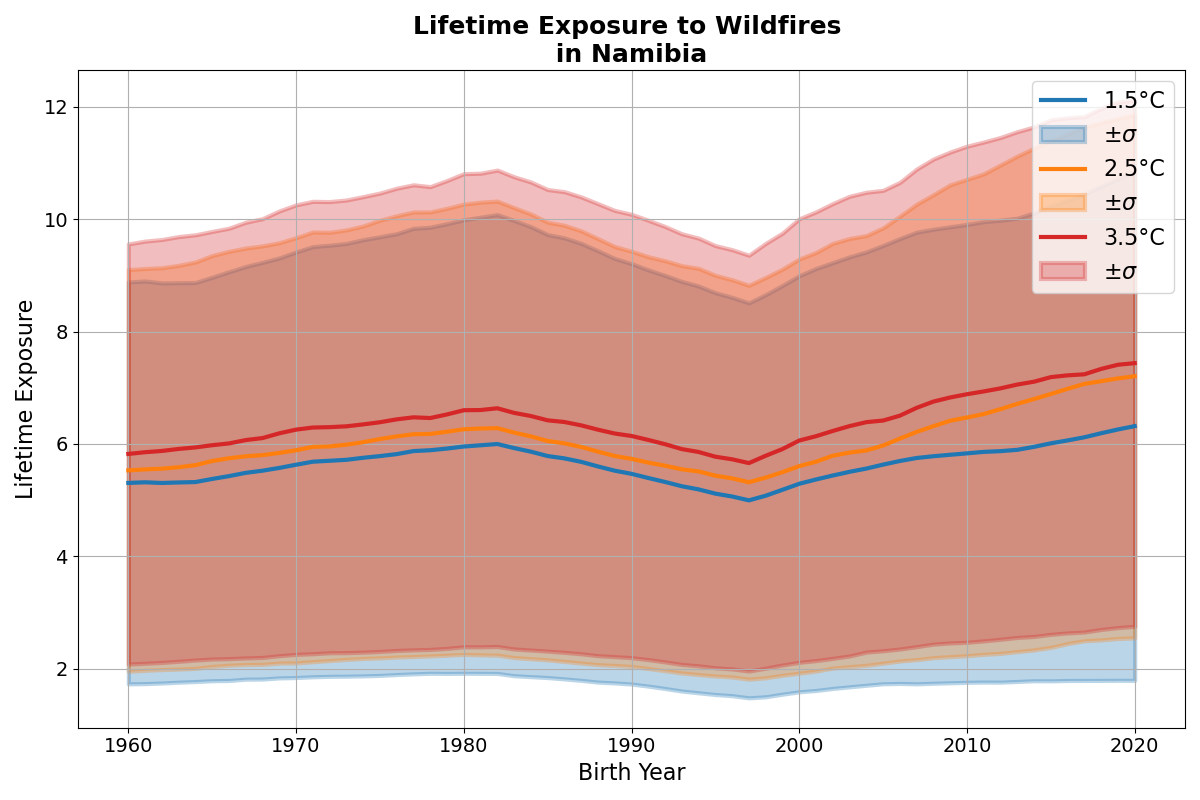 Lifetime Exposure to Wildfires
in Namibia
Lifetime Exposure
12
10
8
6
4
2
1.5°C
±σ
2.5°C
±σ
3.5°C
±σ
1960
1970
1980
1990
2000
2010
2020
Birth Year